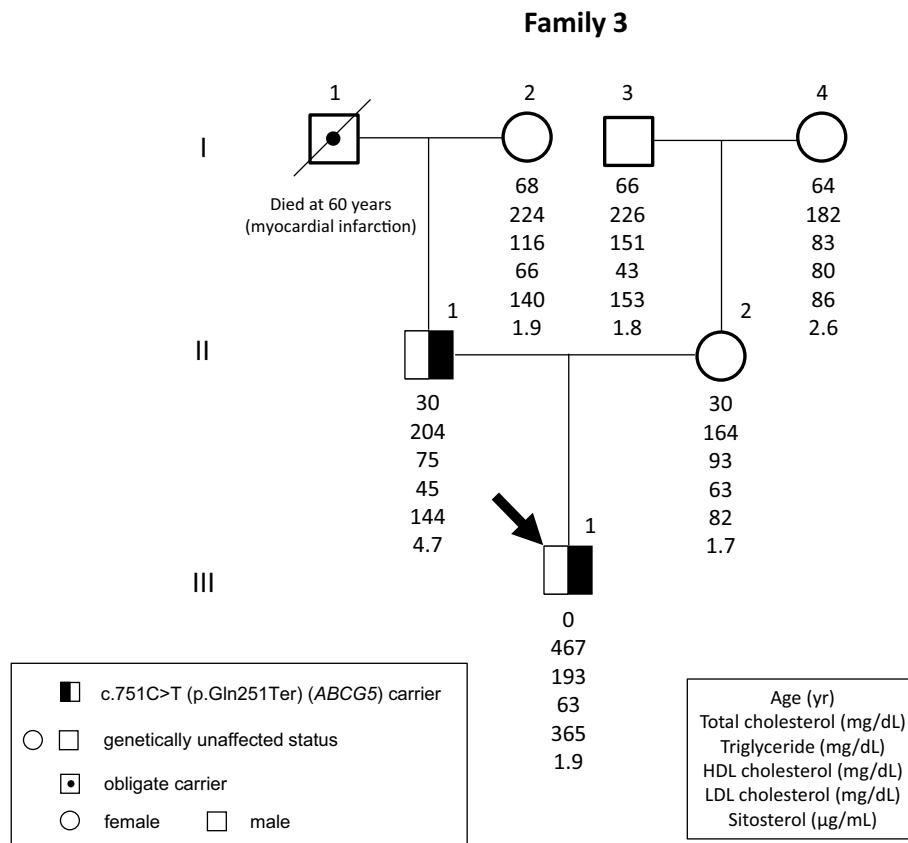 Family 3
1
2
3
4
I
Died at 60 years
(myocardial infarction)
68
224
116
66
140
1.9
66
226
151
43
153
1.8
64
182
83
80
86
2.6
II
1
2
30
204
75
45
144
4.7
30
164
93
63
82
1.7
III
1
0
467
193
63
365
1.9
c.751C>T (p.Gln251Ter) (ABCG5) carrier
genetically unaffected status
obligate carrier
female male
Age (yr)
Total cholesterol (mg/dL)
Triglyceride (mg/dL)
HDL cholesterol (mg/dL)
LDL cholesterol (mg/dL)
Sitosterol (µg/mL)